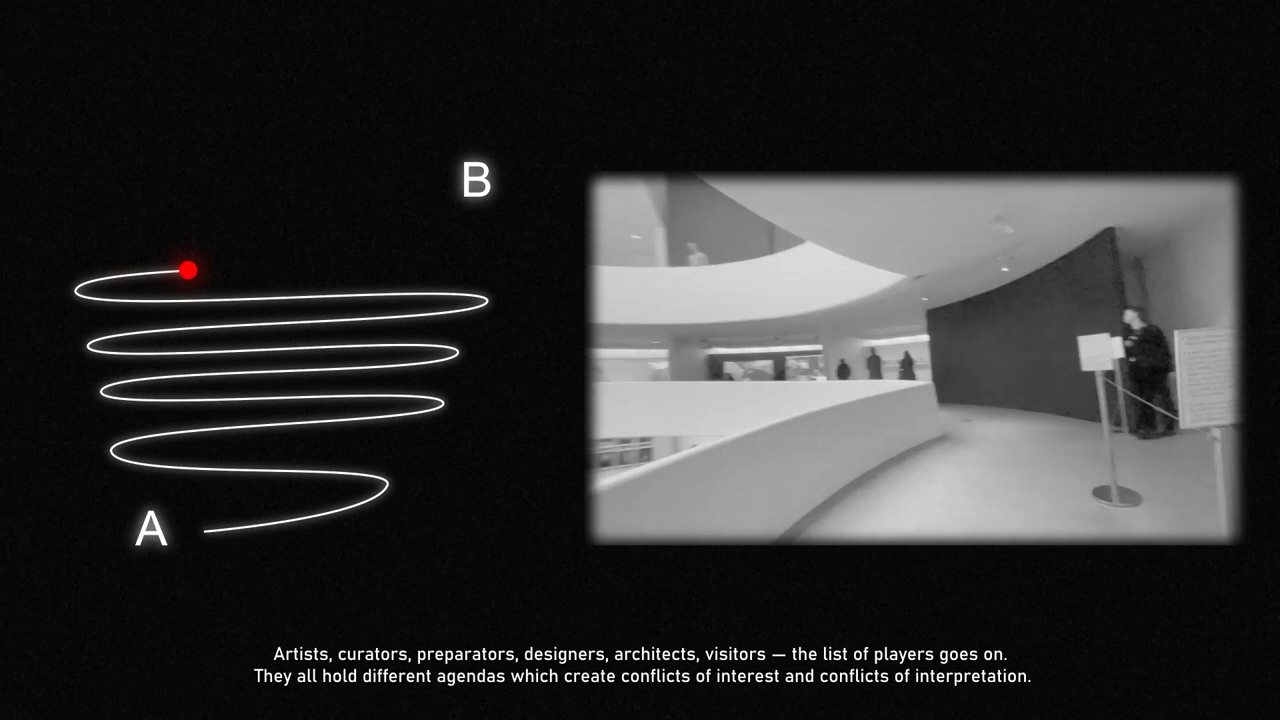 B
A
Artists, curators, preparators, designers, architects, visitors — the list of players goes on.
They all hold different agendas which create conflicts of interest and conflicts of interpretation.